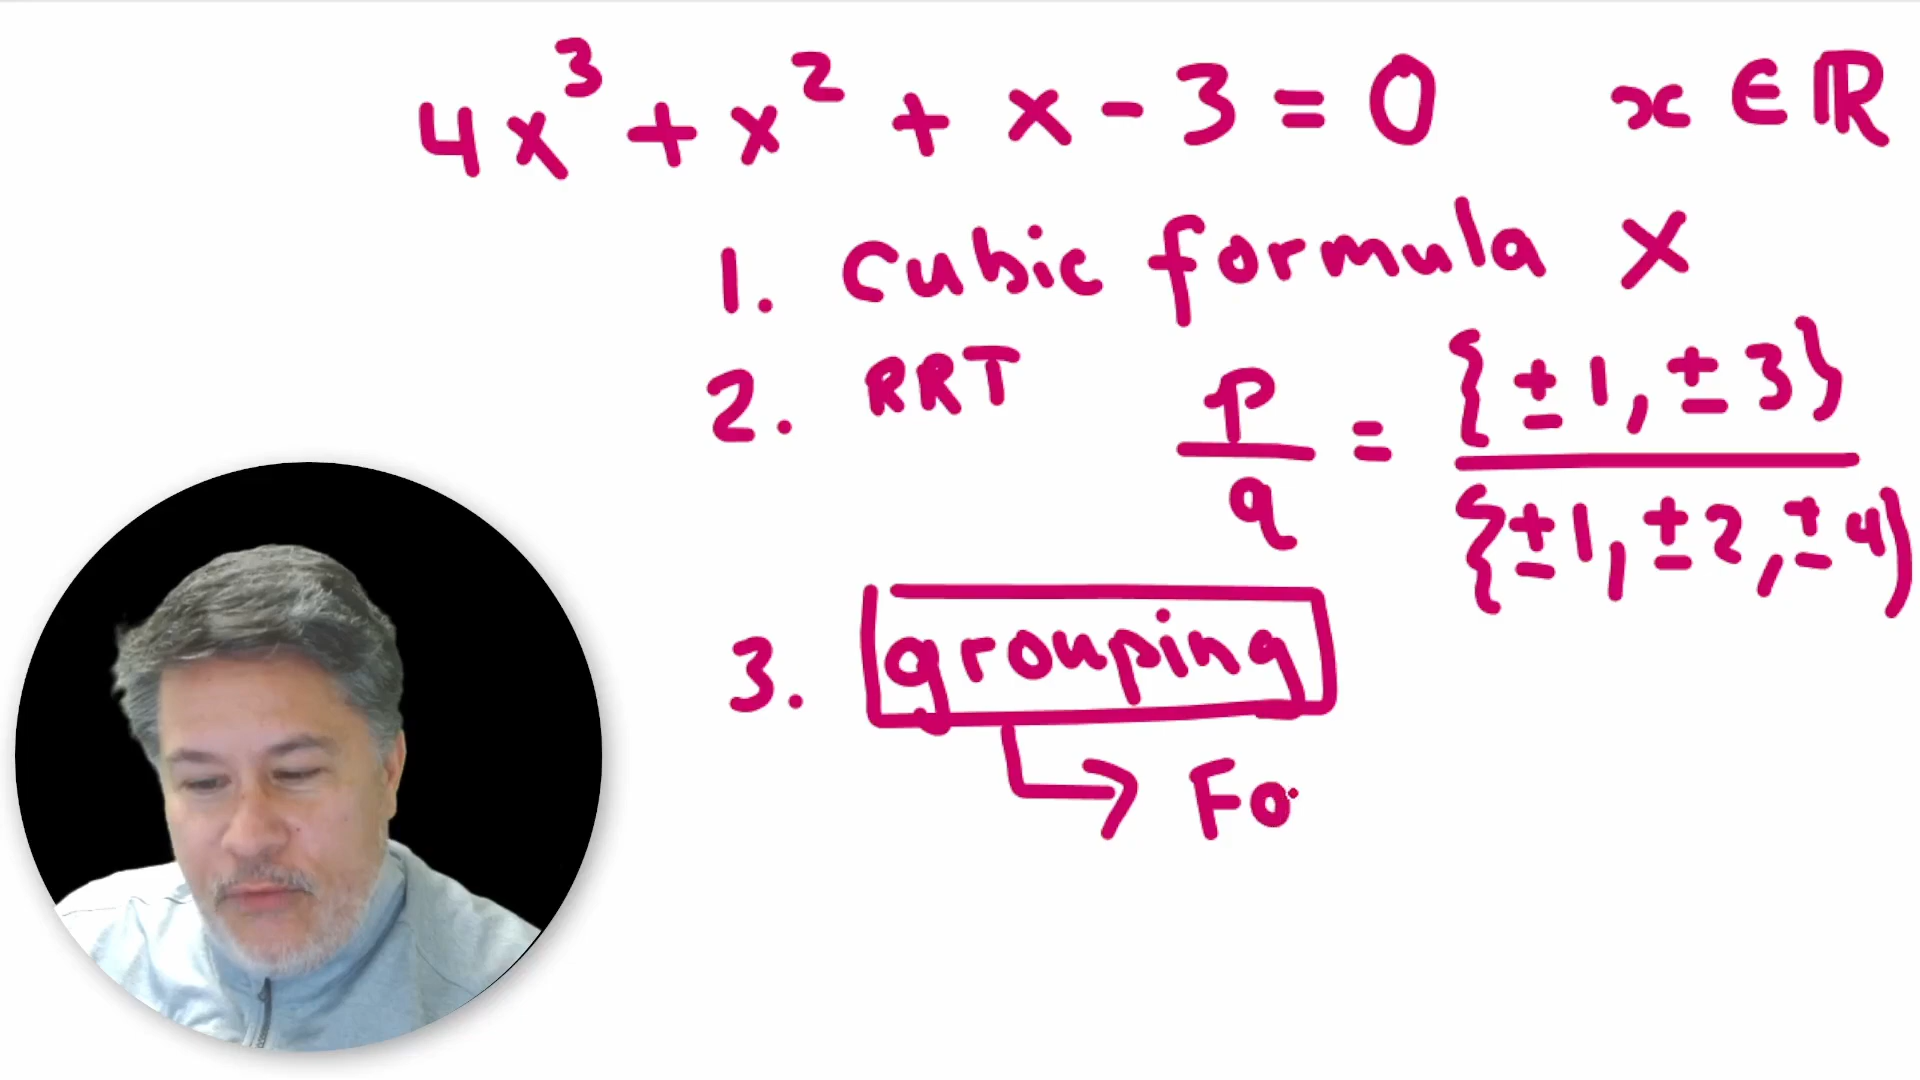 4x³ + x² + x - 3 = 0 x ∈ ℝ
1. Cubic formula X
2. RRT p/q = {±1, ±3}/{±1, ±2, ±4}
3. grouping
Fo